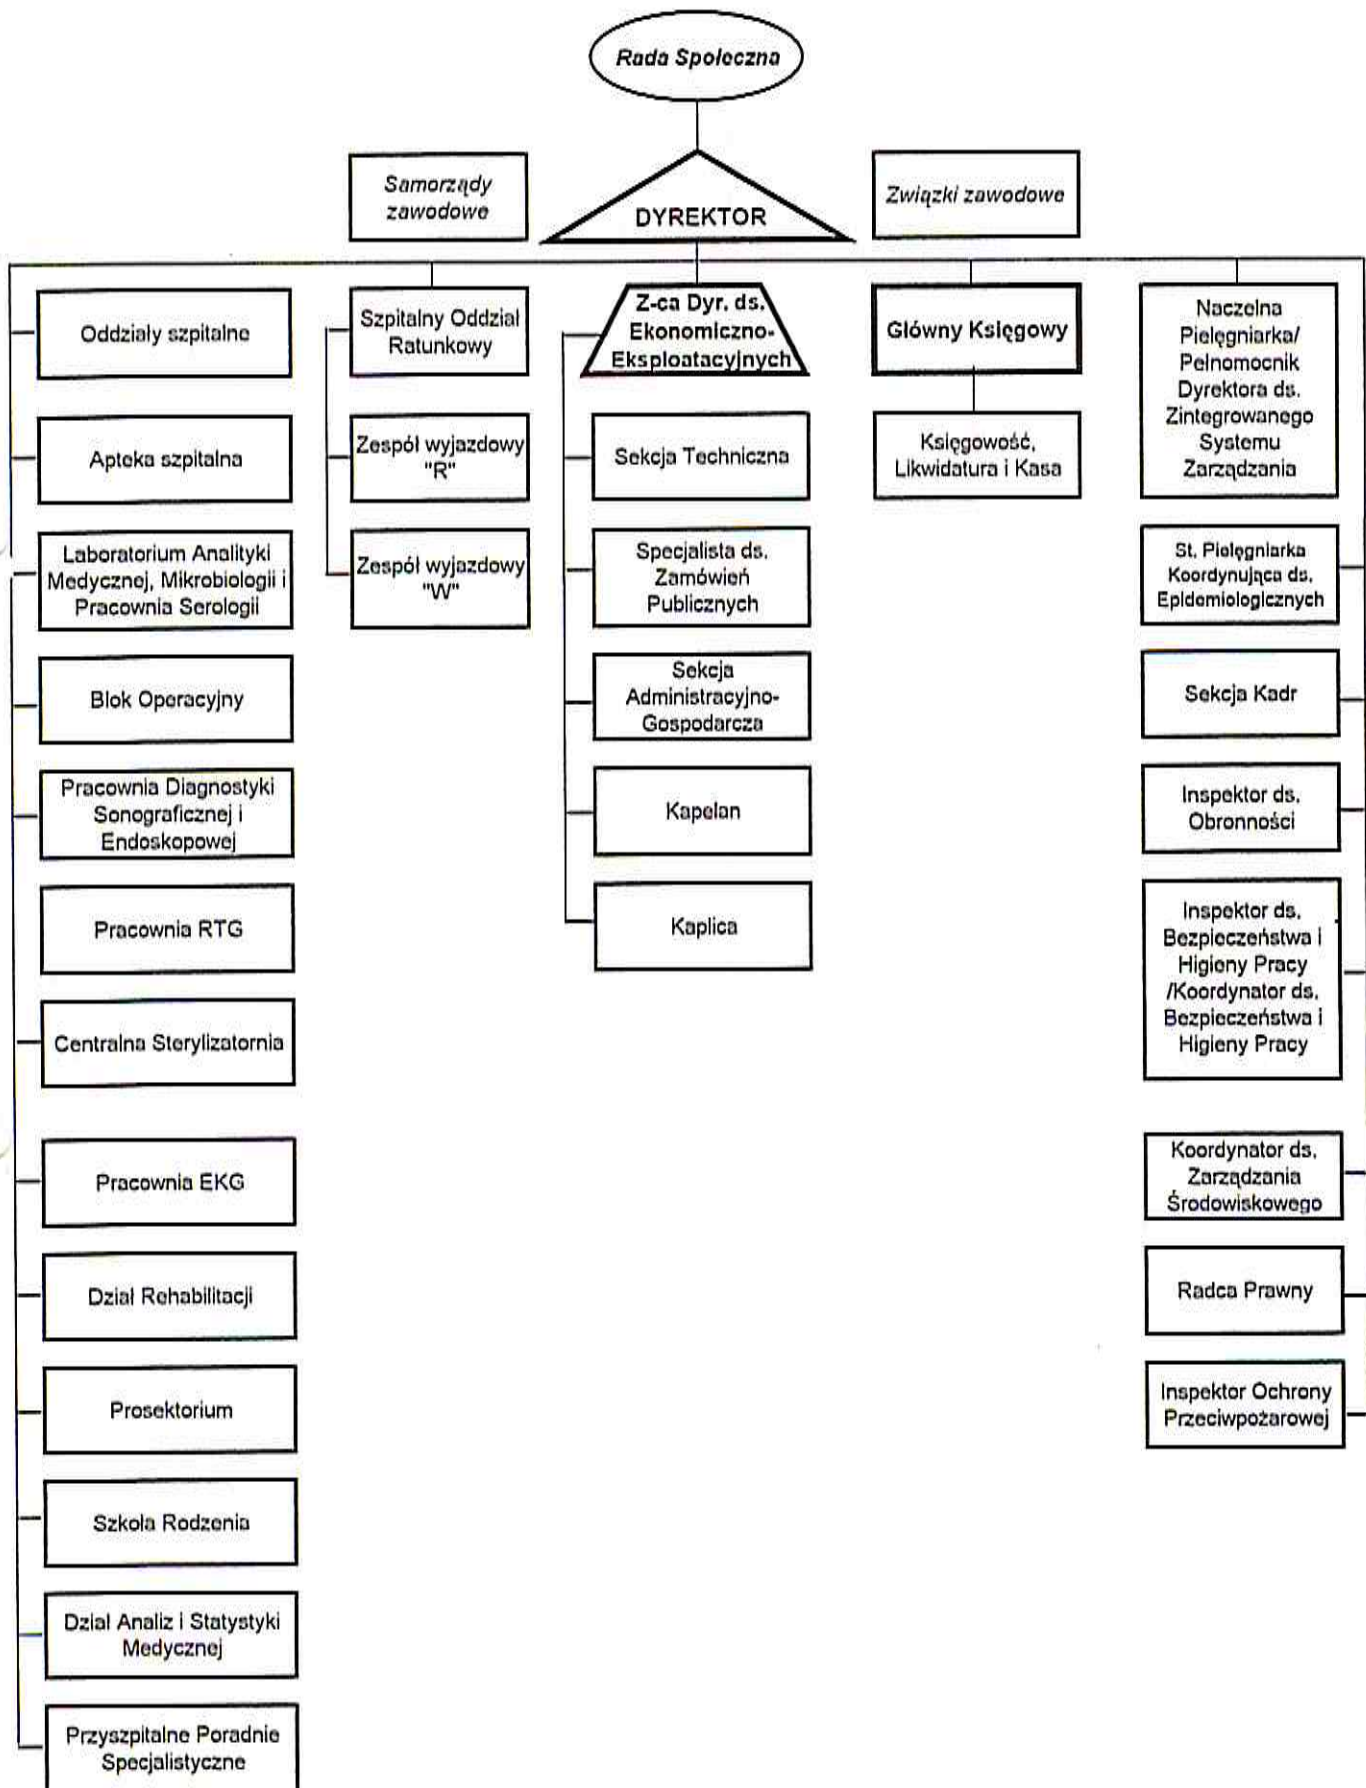 Rada Społeczna
Samorządy
zawodowe
DYREKTOR
Związki zawodowe
Oddziały szpitalne
Apteka szpitalna
Laboratorium Analityki
Medycznej, Mikrobiologii i
Pracownia Serologii
Blok Operacyjny
Pracownia Diagnostyki
Sonograficznej i
Endoskopowej
Pracownia RTG
Centralna Sterylizatornia
Pracownia EKG
Dział Rehabilitacji
Prosektorium
Szkoła Rodzenia
Dział Analiz i Statystyki
Medycznej
Przyszpitalne Poradnie
Specjalistyczne
Szpitalny Oddział
Ratunkowy
Zespół wyjazdowy
"R"
Zespół wyjazdowy
"W"
Z-ca Dyr. ds.
Ekonomiczno-
Eksploatacyjnych
Sekcja Techniczna
Specjalista ds.
Zamówień
Publicznych
Sekcja
Administracyjno-
Gospodarcza
Kapelan
Kaplica
Główny Księgowy
Księgowość,
Likwidatura i Kasa
Naczelna
Pielęgniarka/
Pełnomocnik
Dyrektora ds.
Zintegrowanego
Systemu
Zarządzania
St. Pielęgniarka
Koordynująca ds.
Epidemiologicznych
Sekcja Kadr
Inspektor ds.
Obronności
Inspektor ds.
Bezpieczeństwa i
Higieny Pracy
/Koordynator ds.
Bezpieczeństwa i
Higieny Pracy
Koordynator ds.
Zarządzania
Środowiskowego
Radca Prawny
Inspektor Ochrony
Przeciwpożarowej